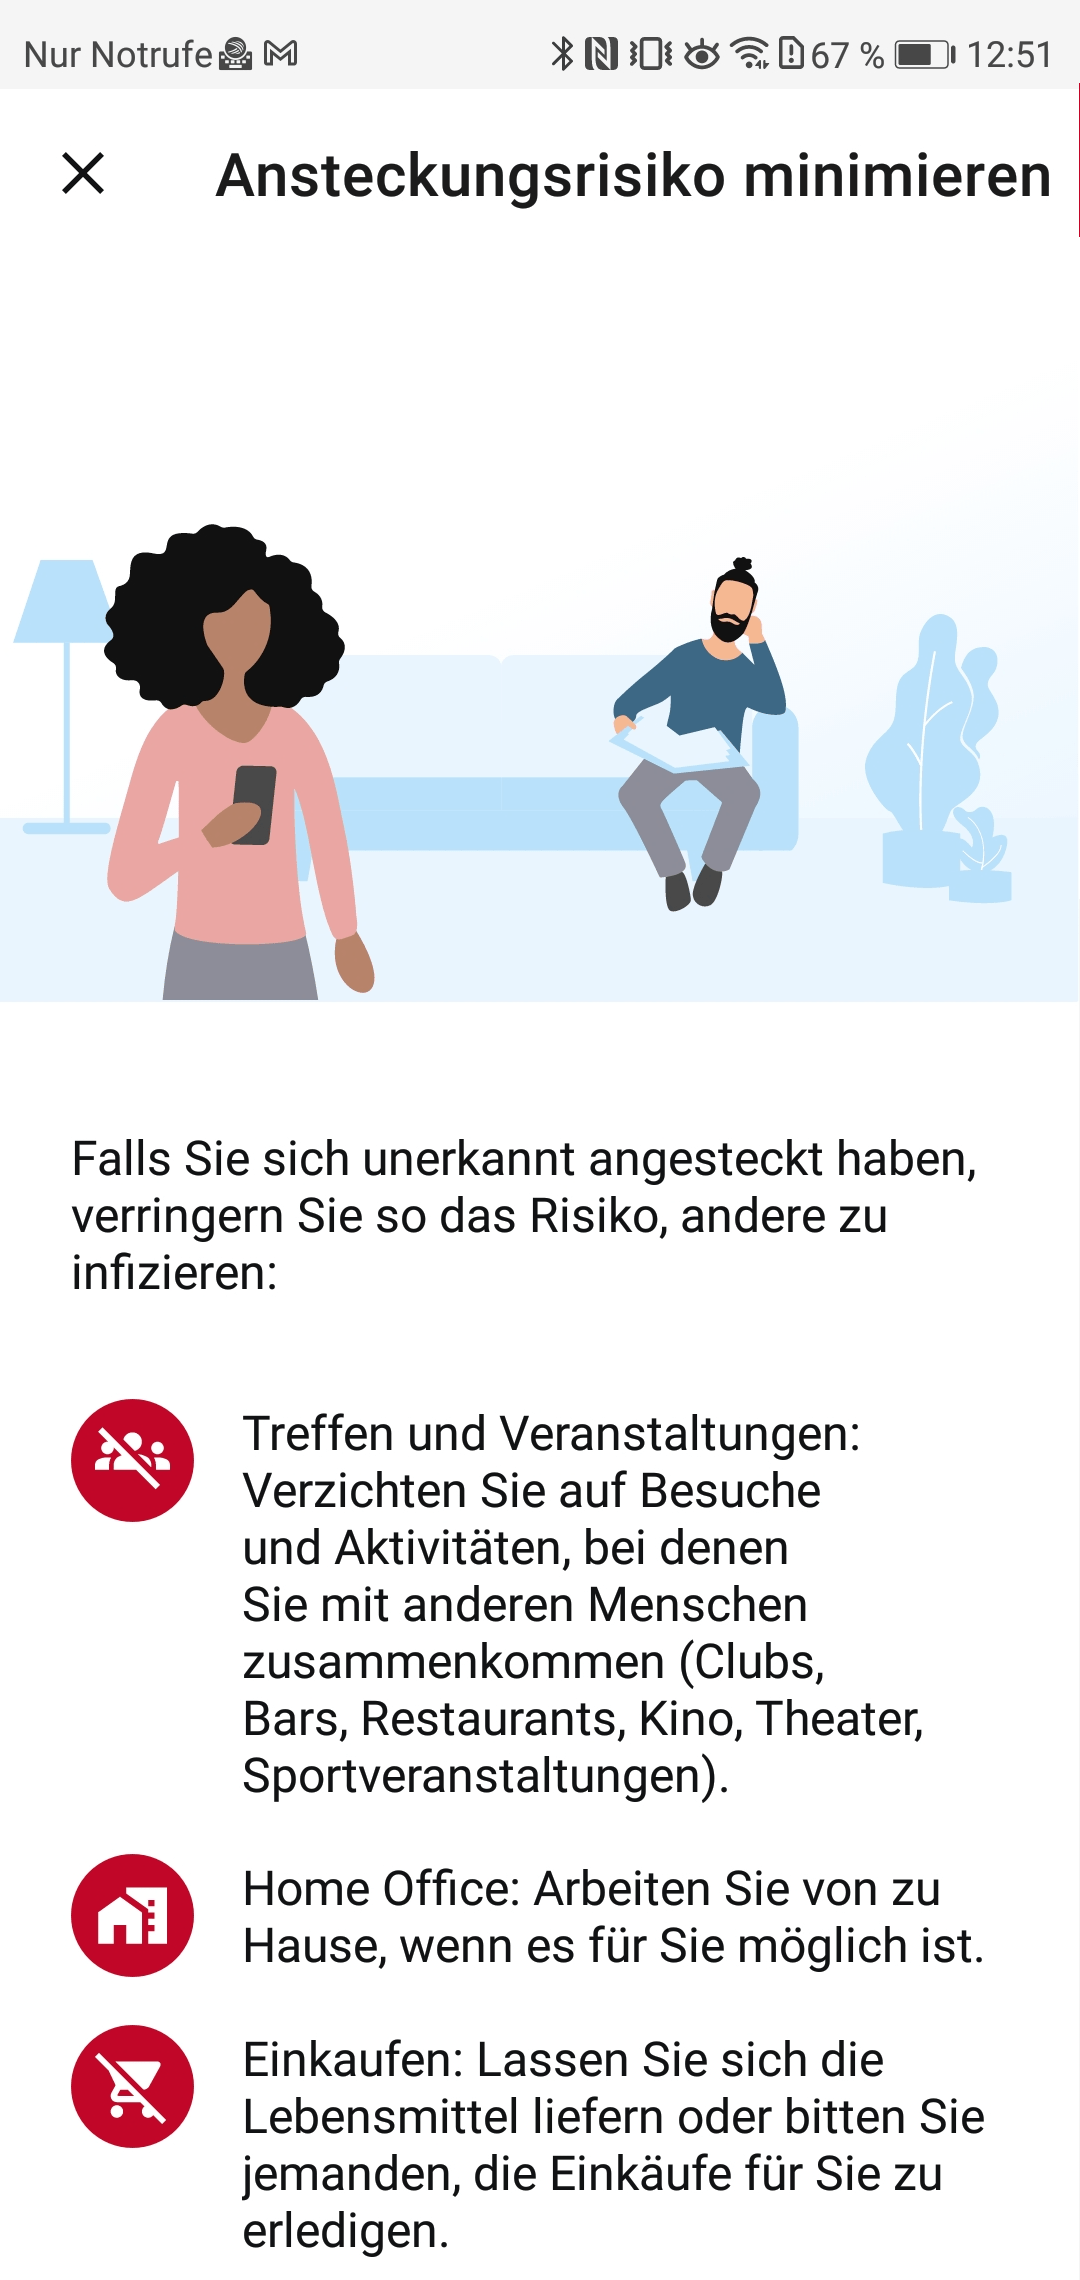 Nur Notrufe 67 % 12:51
Ansteckungsrisiko minimieren
Falls Sie sich unerkannt angesteckt haben,
verringern Sie so das Risiko, andere zu
infizieren:
Treffen und Veranstaltungen:
Verzichten Sie auf Besuche
und Aktivitäten, bei denen
Sie mit anderen Menschen
zusammenkommen (Clubs,
Bars, Restaurants, Kino, Theater,
Sportveranstaltungen).
Home Office: Arbeiten Sie von zu
Hause, wenn es für Sie möglich ist.
Einkaufen: Lassen Sie sich die
Lebensmittel liefern oder bitten Sie
jemanden, die Einkäufe für Sie zu
erledigen.